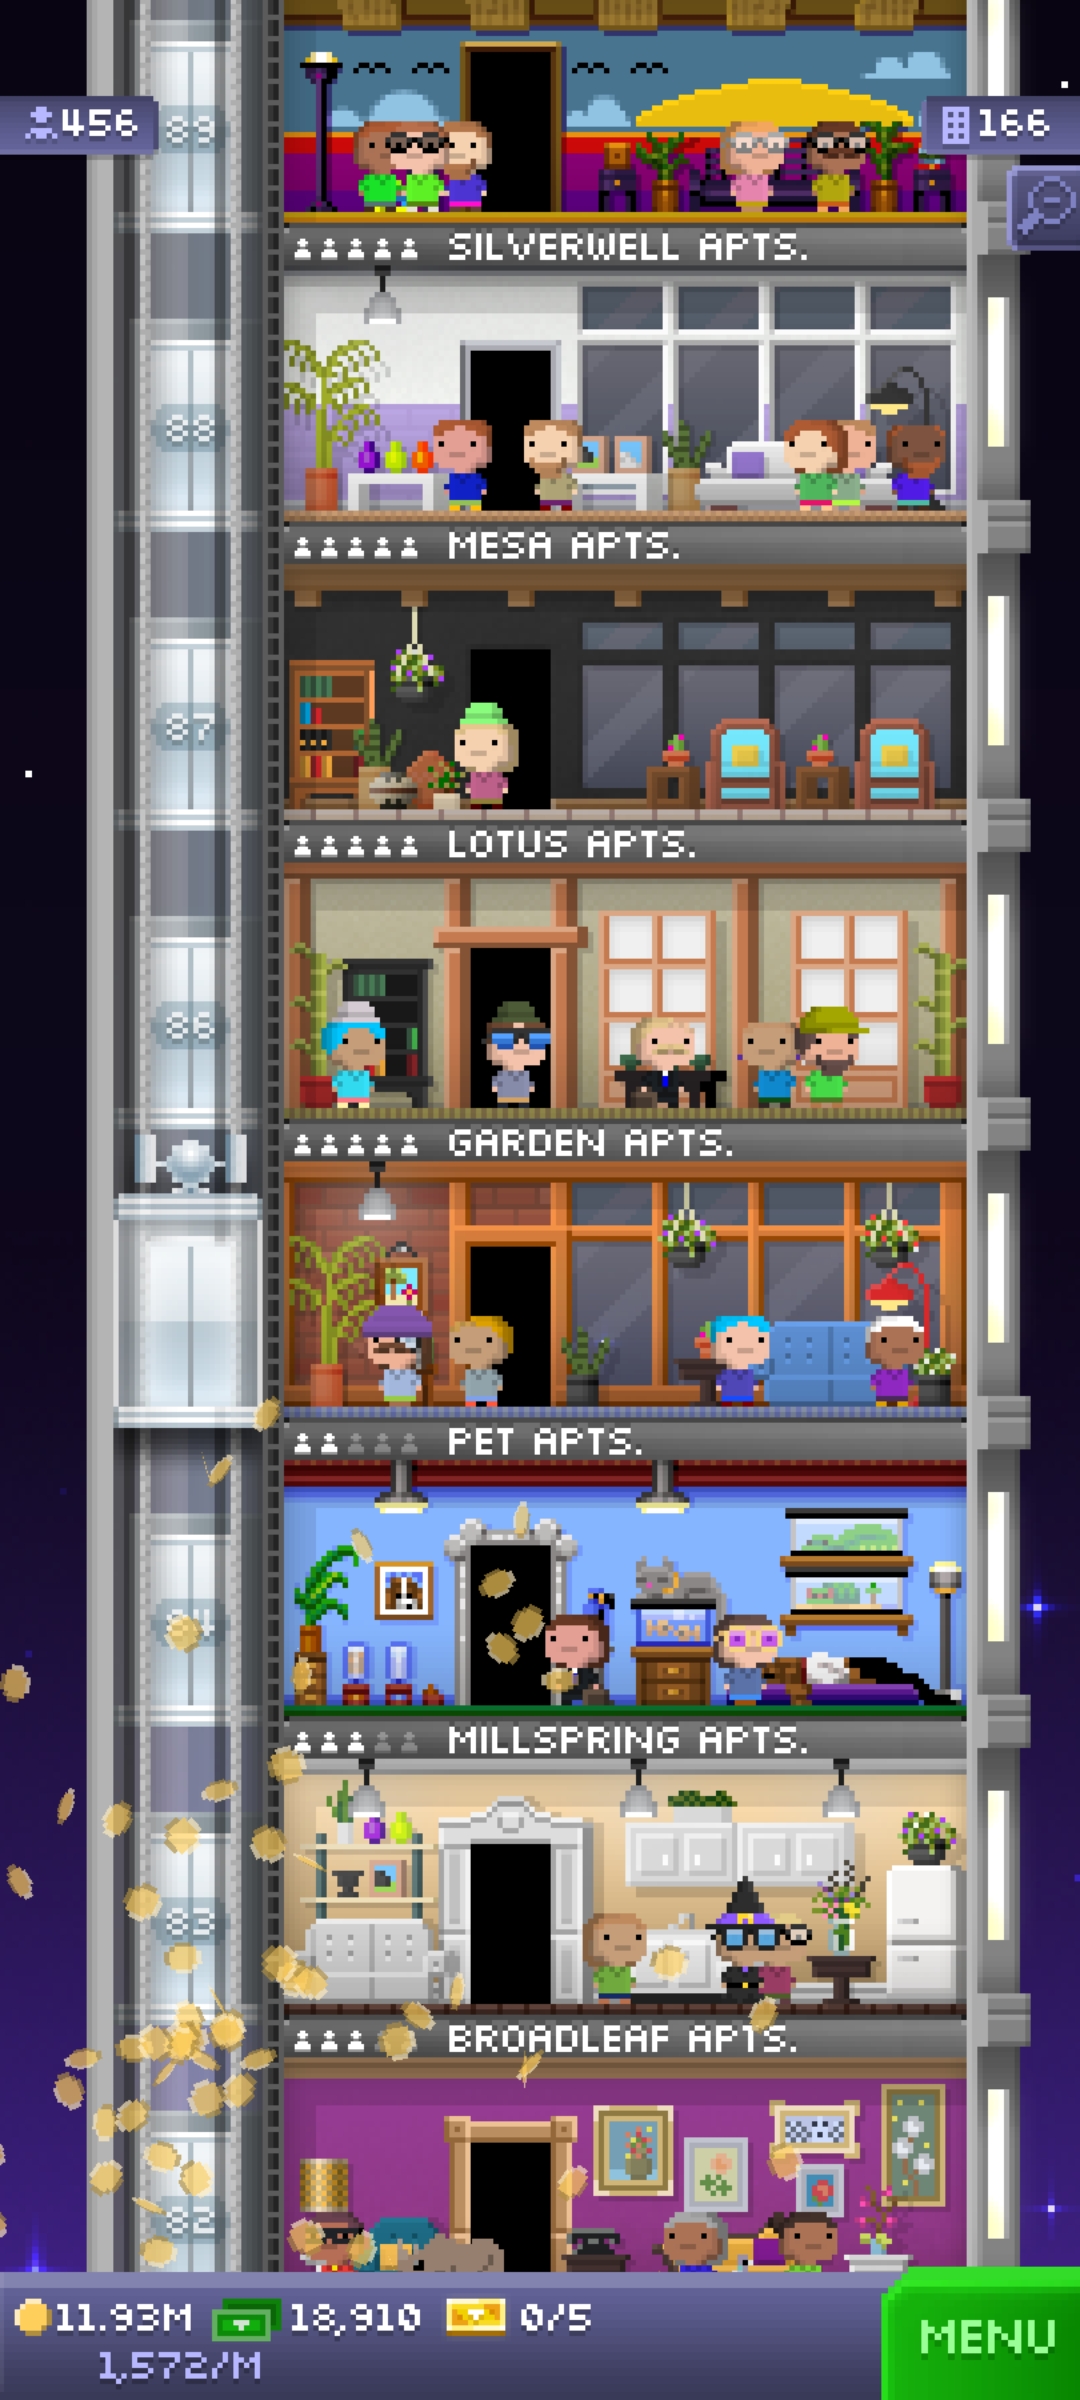 456
89
166
SILVERWELL APTS.
88
MESA APTS.
87
LOTUS APTS.
86
GARDEN APTS.
PET APTS.
84
MILLSPRING APTS.
83
BROADLEAF APTS.
82
11.93M 18,910 0/5
1,572/M
MENU